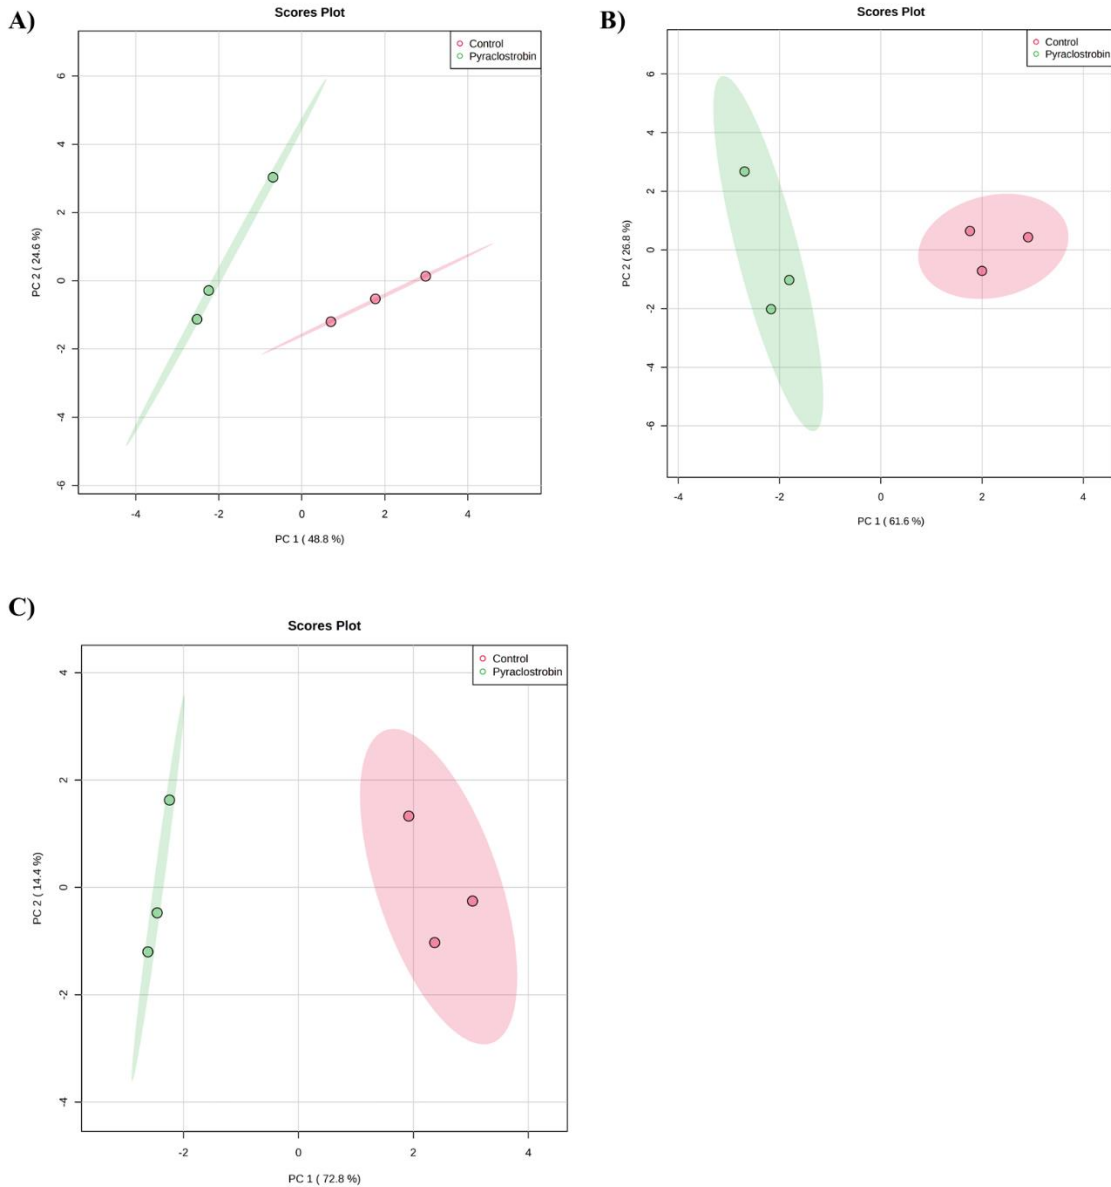 A)
Scores Plot
Control
Pyraclostrobin
6
4
2
0
-2
-4
-6
PC 2 ( 24.6 %)
-4
-2
0
2
4
PC 1 ( 48.8 %)
B)
Scores Plot
Control
Pyraclostrobin
6
4
2
0
-2
-4
-6
PC 2 ( 26.8 %)
-4
-2
0
2
4
PC 1 ( 61.6 %)
C)
Scores Plot
Control
Pyraclostrobin
4
2
0
-2
-4
PC 2 ( 14.4 %)
-2
0
2
4
PC 1 ( 72.8 %)